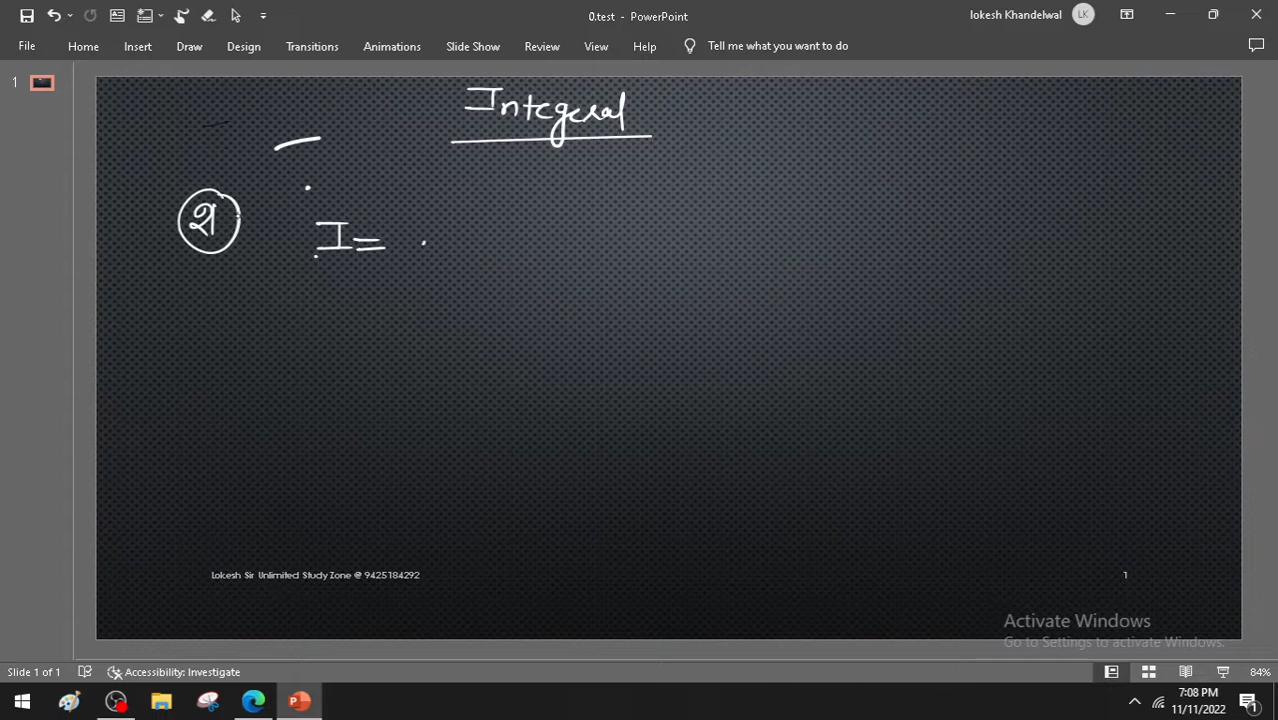 0.test - PowerPoint
lokesh Khandelwal LK
File Home Insert Draw Design Transitions Animations Slide Show Review View Help Tell me what you want to do
1
Integeral
I=
Lokesh Sir Unlimited Study Zone @ 9425184292 1
Activate Windows
Go to Settings to activate Windows.
Slide 1 of 1 Accessibility: Investigate 84%
7:08 PM
11/11/2022
1